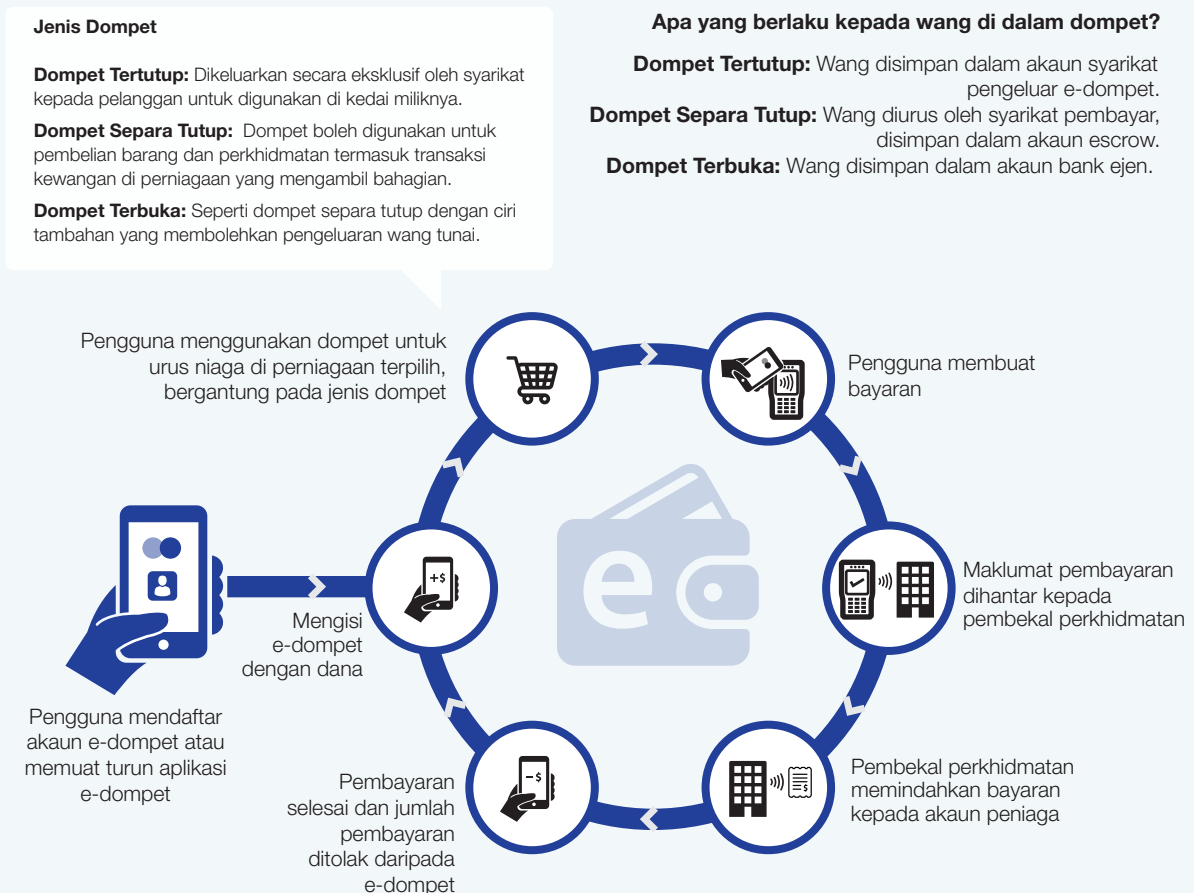 Jenis Dompet
Dompet Tertutup: Dikeluarkan secara eksklusif oleh syarikat
kepada pelanggan untuk digunakan di kedai miliknya.
Dompet Separa Tutup: Dompet boleh digunakan untuk
pembelian barang dan perkhidmatan termasuk transaksi
kewangan di perniagaan yang mengambil bahagian.
Dompet Terbuka: Seperti dompet separa tutup dengan ciri
tambahan yang membolehkan pengeluaran wang tunai.
Apa yang berlaku kepada wang di dalam dompet?
Dompet Tertutup: Wang disimpan dalam akaun syarikat
pengeluar e-dompet.
Dompet Separa Tutup: Wang diurus oleh syarikat pembayar,
disimpan dalam akaun escrow.
Dompet Terbuka: Wang disimpan dalam akaun bank ejen.
Pengguna menggunakan dompet untuk
urus niaga di perniagaan terpilih,
bergantung pada jenis dompet
Pengguna membuat
bayaran
Maklumat pembayaran
dihantar kepada
pembekal perkhidmatan
Pembekal perkhidmatan
memindahkan bayaran
kepada akaun peniaga
Pembayaran
selesai dan jumlah
pembayaran
ditolak daripada
e-dompet
Mengisi
e-dompet
dengan dana
Pengguna mendaftar
akaun e-dompet atau
memuat turun aplikasi
e-dompet
+$
-$
$
e